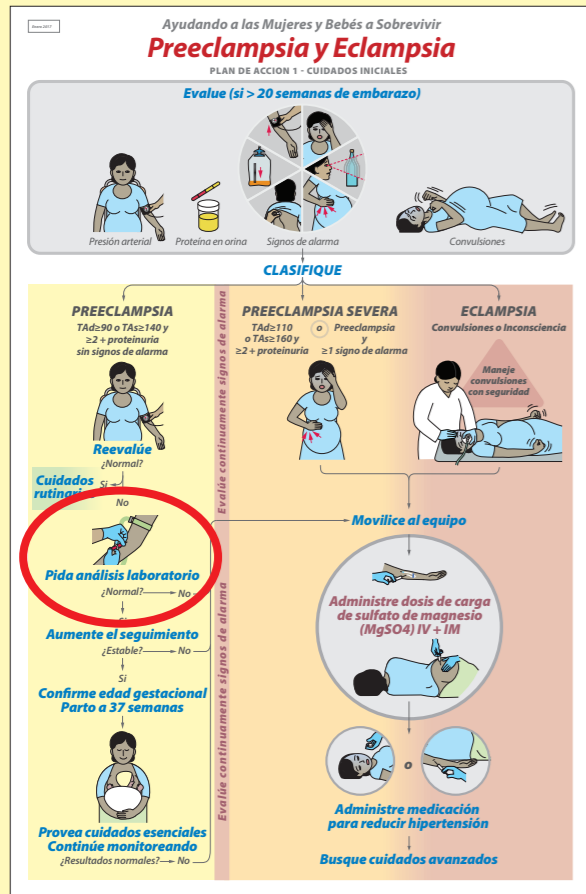 Enero 2017
Ayudando a las Mujeres y Bebés a Sobrevivir
Preeclampsia y Eclampsia
PLAN DE ACCION 1 - CUIDADOS INICIALES
Evalue (si > 20 semanas de embarazo)
Presión arterial
Proteína en orina
Signos de alarma
Convulsiones
CLASIFIQUE
PREECLAMPSIA
TAd≥90 o TAs≥140 y
≥2 + proteinuria
sin signos de alarma
Reevalúe
¿Normal?
Si
Cuidados
No
Pida análisis laboratorio
¿Normal?
No
Si
Aumente el seguimiento
¿Estable?
No
Si
Confirme edad gestacional
Parto a 37 semanas
Provea cuidados esenciales
Continúe monitoreando
¿Resultados normales?
No
Evalúe continuamente signos de alarma
Evalúe continuamente signos de alarma
PREECLAMPSIA SEVERA
TAd≥110
o TAs≥160 y
≥2 + proteinuria
o
Preeclampsia
y
≥1 signo de alarma
ECLAMPSIA
Convulsiones o Inconsciencia
Maneje
convulsiones
con seguridad
Movilice al equipo
Administre dosis de carga
de sulfato de magnesio
(MgSO4) IV + IM
o
Administre medicación
para reducir hipertensión
Busque cuidados avanzados